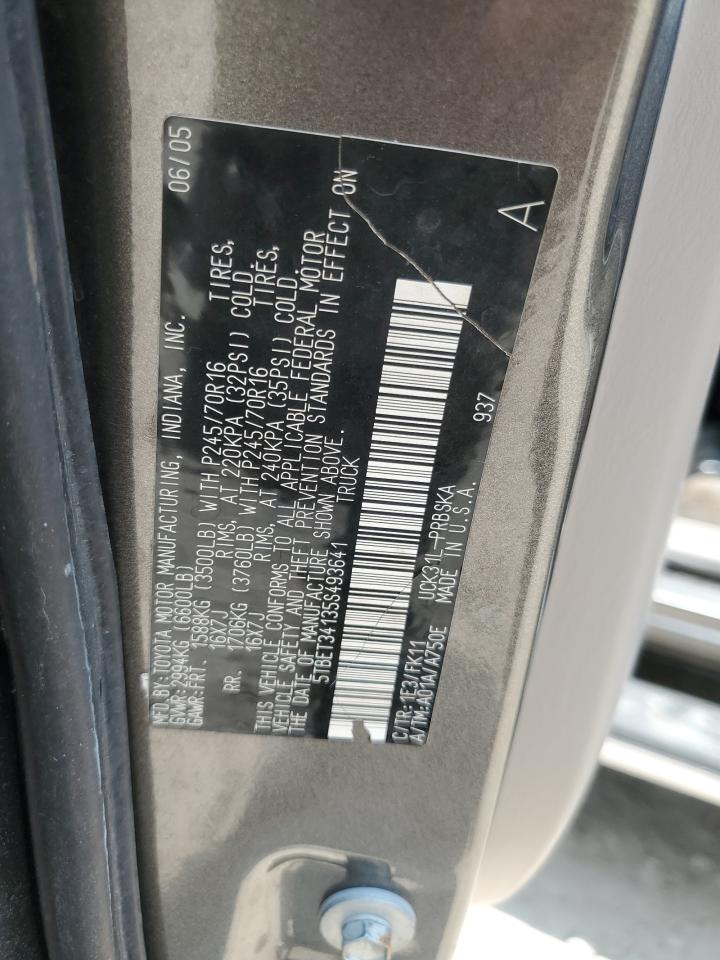 MFD.BY:TOYOTA MOTOR MANUFACTURING, INDIANA, INC. 06/05
GVWR:2994KG (6600LB)
GAWR:FRT. 1588KG (3500LB) WITH P245/70R16 TIRES,
16X7J RIMS, AT 220KPA (32PSI) COLD.
RR. 1706KG (3760LB) WITH P245/70R16 TIRES,
16X7J RIMS, AT 240KPA (35PSI) COLD.
THIS VEHICLE CONFORMS TO ALL APPLICABLE FEDERAL MOTOR
VEHICLE SAFETY AND THEFT PREVENTION STANDARDS IN EFFECT ON
THE DATE OF MANUFACTURE SHOWN ABOVE.
5TBET34135S493641 TRUCK
C/TR:1E3/FK11 UCK31L-PRBSKA 937 A
A/TM:A01A/A750E MADE IN U.S.A.